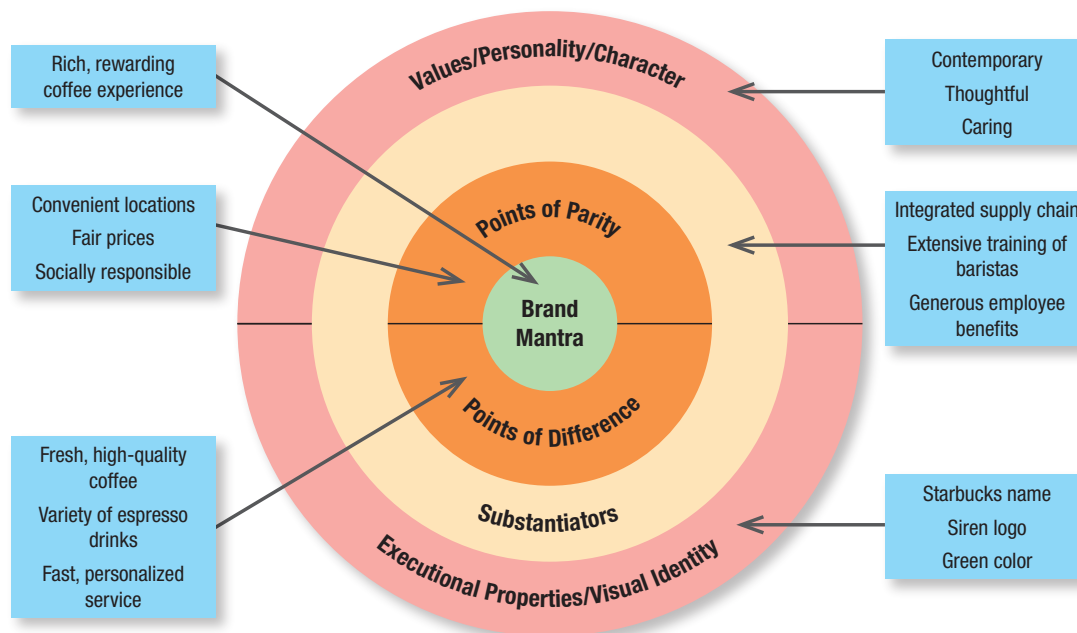 Rich, rewarding
coffee experience
Convenient locations
Fair prices
Socially responsible
Fresh, high-quality
coffee
Variety of espresso
drinks
Fast, personalized
service
Values/Personality/Character
Points of Parity
Brand
Mantra
Points of Difference
Substantiators
Executional Properties/Visual Identity
Contemporary
Thoughtful
Caring
Integrated supply chain
Extensive training of
baristas
Generous employee
benefits
Starbucks name
Siren logo
Green color